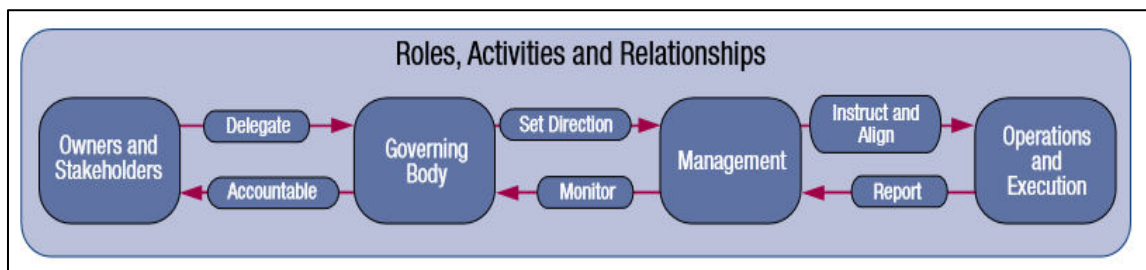 Roles, Activities and Relationships
Owners and
Stakeholders
Delegate
Accountable
Governing
Body
Set Direction
Monitor
Management
Instruct and
Align
Report
Operations
and
Execution